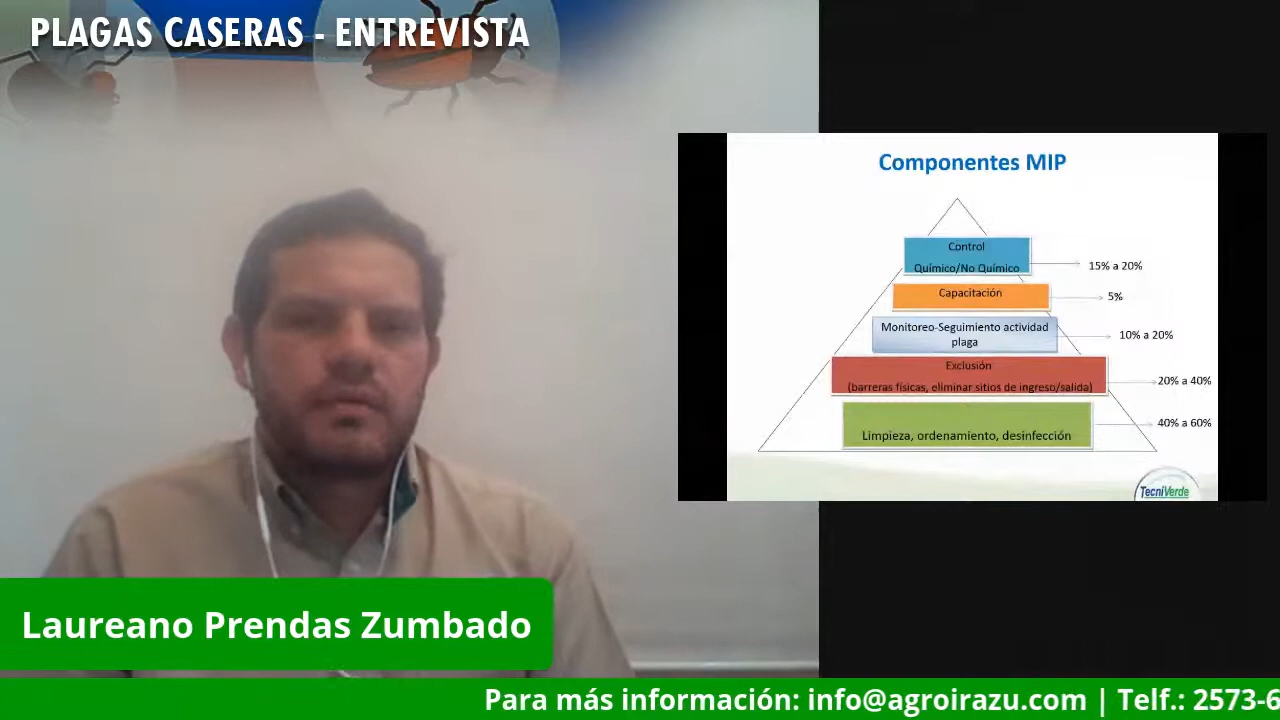 PLAGAS CASERAS - ENTREVISTA
Componentes MIP
Control
Químico/No Químico
15% a 20%
Capacitación
5%
Monitoreo-Seguimiento actividad
plaga
10% a 20%
Exclusión
(barreras físicas, eliminar sitios de ingreso/salida)
20% a 40%
Limpieza, ordenamiento, desinfección
40% a 60%
TecniVerde
Laureano Prendas Zumbado
Para más información: info@agroirazu.com | Telf.: 2573-6